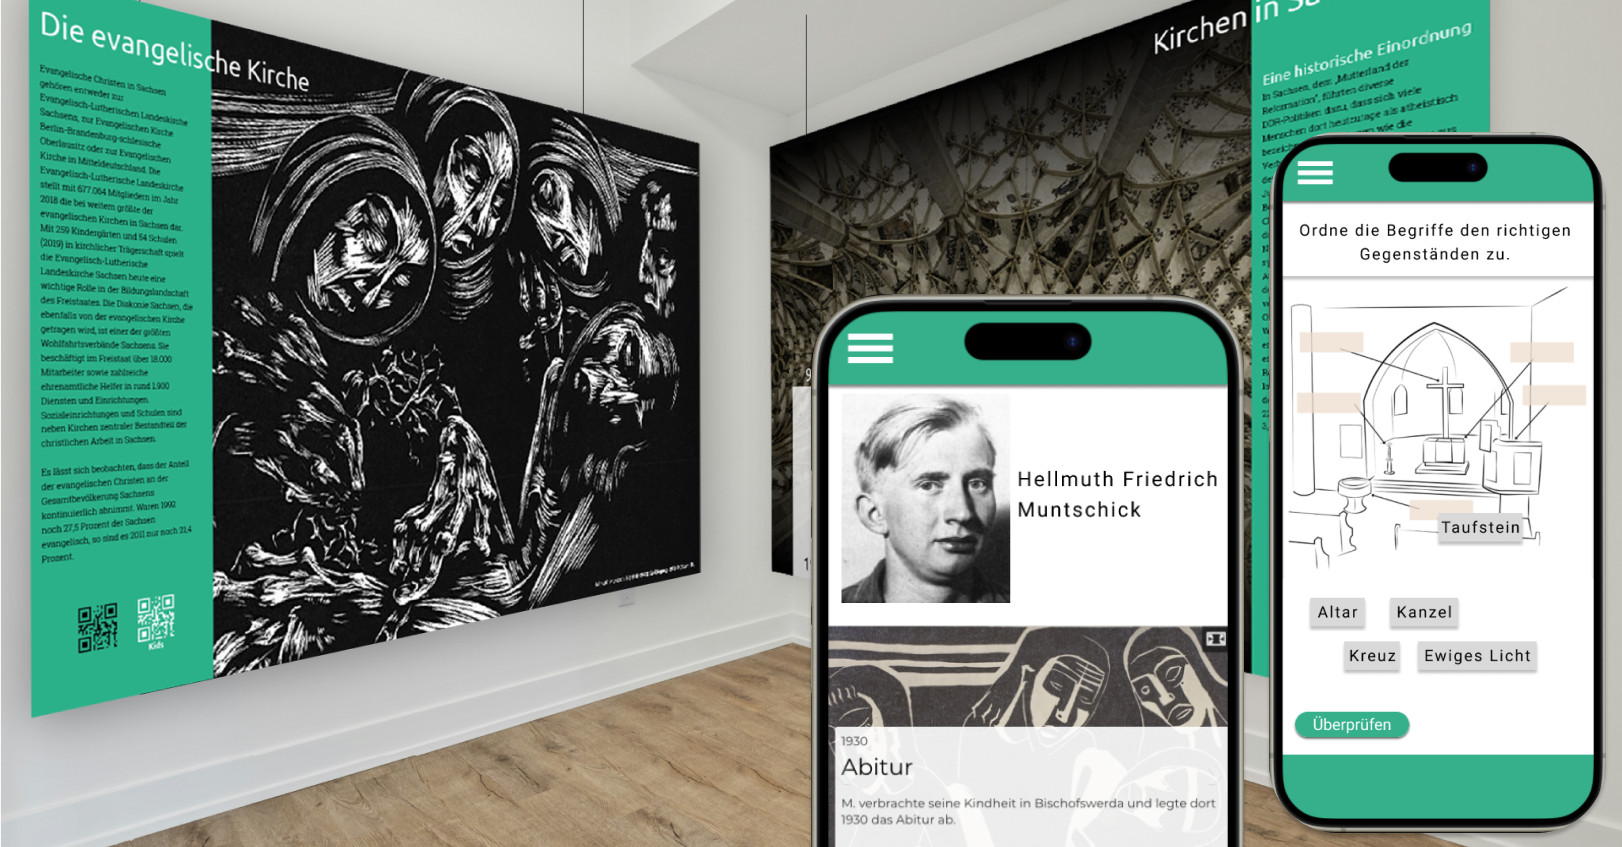 Die evangelische Kirche
Evangelische Christen in Sachsen
gehören entweder zur
Evangelisch-Lutherischen Landeskirche
Sachsens, zur Evangelischen Kirche
Berlin-Brandenburg-schlesische
Oberlausitz oder zur Evangelischen
Kirche in Mitteldeutschland. Die
Evangelisch-Lutherische Landeskirche
stellt mit 677.064 Mitgliedern im Jahr
2018 die bei weitem größte der
evangelischen Kirchen in Sachsen dar.
Mit 259 Kindergärten und 54 Schulen
(2019) in kirchlicher Trägerschaft spielt
die Evangelisch-Lutherische
Landeskirche Sachsen heute eine
wichtige Rolle in der Bildungslandschaft
des Freistaates. Die Diakonie Sachsen, die
ebenfalls von der evangelischen Kirche
getragen wird, ist einer der größten
Wohlfahrtsverbände Sachsens. Sie
beschäftigt im Freistaat über 18.000
Mitarbeiter sowie zahlreiche
ehrenamtliche Helfer in rund 1.900
Diensten und Einrichtungen.
Sozialeinrichtungen und Schulen sind
neben Kirchen zentraler Bestandteil der
christlichen Arbeit in Sachsen.
Es lässt sich beobachten, dass der Anteil
der evangelischen Christen an der
Gesamtbevölkerung Sachsens
kontinuierlich abnimmt. Waren 1992
noch 27,5 Prozent der Sachsen
evangelisch, so sind es 2011 nur noch 21,4
Prozent.
Kids
Kirchen in
Eine historische Einordnung
In Sachsen, dem „Mutterland der
Reformation“, führten diverse
DDR-Politiken dazu, dass sich viele
Menschen dort heutzutage als atheistisch
wie die
Hellmuth Friedrich
Muntschick
1930
Abitur
M. verbrachte seine Kindheit in Bischofswerda und legte dort
1930 das Abitur ab.
Ordne die Begriffe den richtigen
Gegenständen zu.
Taufstein
Altar
Kanzel
Kreuz
Ewiges Licht
Überprüfen